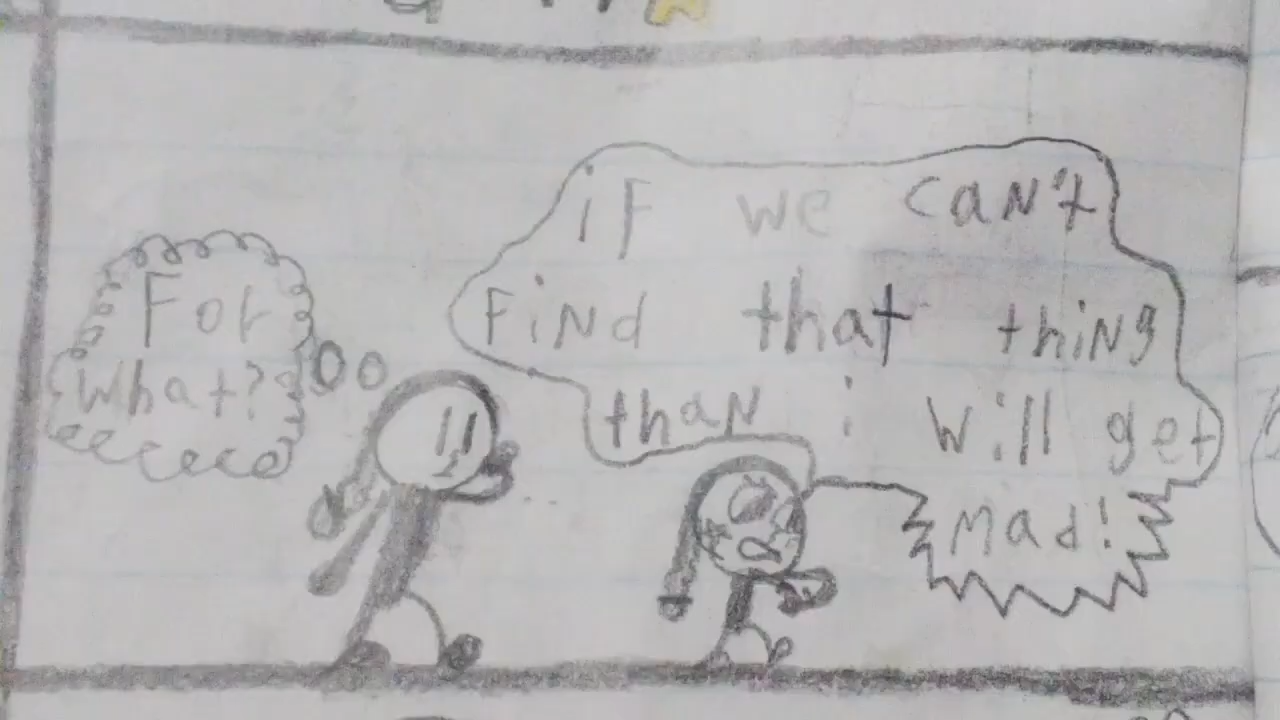 For
What?
iF we can't
Find that thing
than i will get
Mad!